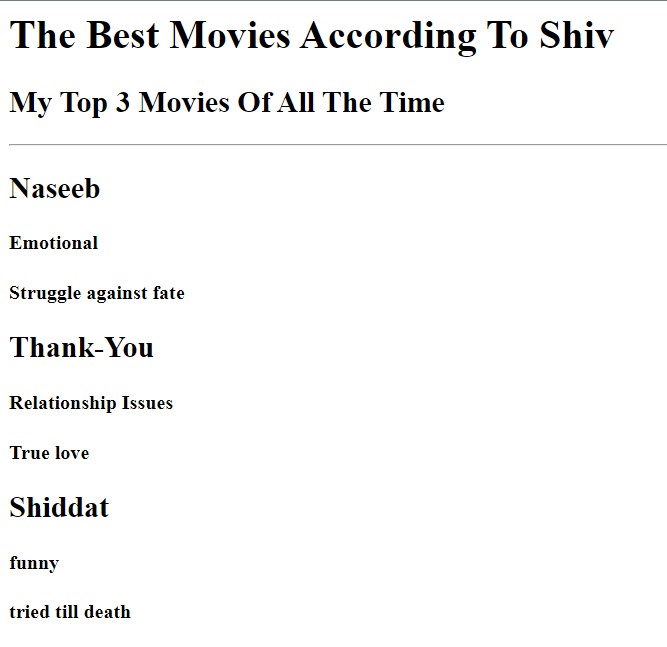 The Best Movies According To Shiv
My Top 3 Movies Of All The Time
Naseeb
Emotional
Struggle against fate
Thank-You
Relationship Issues
True love
Shiddat
funny
tried till death